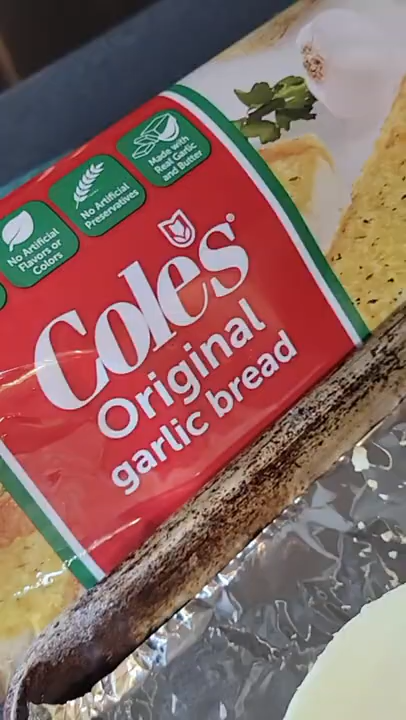 No Artificial
Flavors or
Colors
No Artificial
Preservatives
Made with
Real Garlic
and Butter
Cole's®
Original
garlic bread